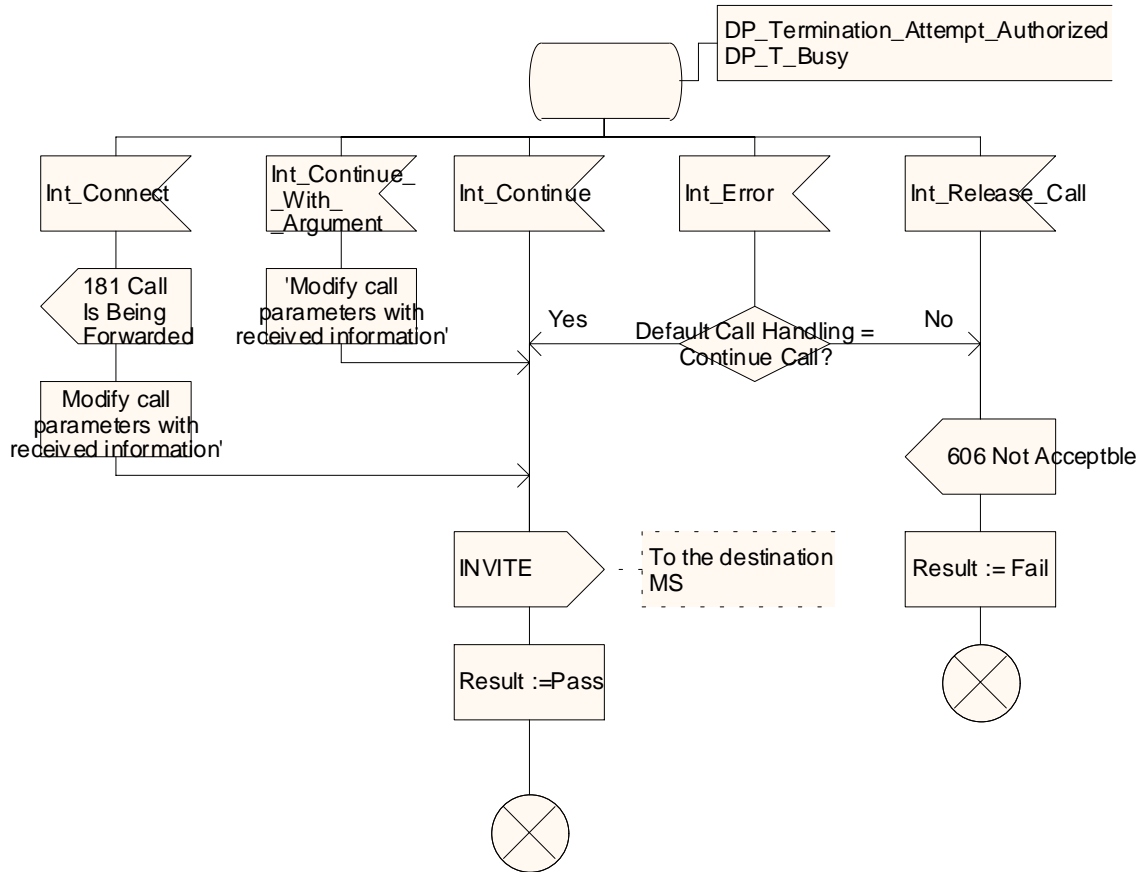 DP_Termination_Attempt_Authorized
DP_T_Busy
Int_Connect
Int_Continue_
_With_
_Argument
Int_Continue
Int_Error
Int_Release_Call
181 Call
Is Being
Forwarded
'Modify call
parameters with
received information'
Yes
Default Call Handling =
Continue Call?
No
Modify call
parameters with
received information'
606 Not Acceptble
INVITE
To the destination
MS
Result := Fail
Result :=Pass